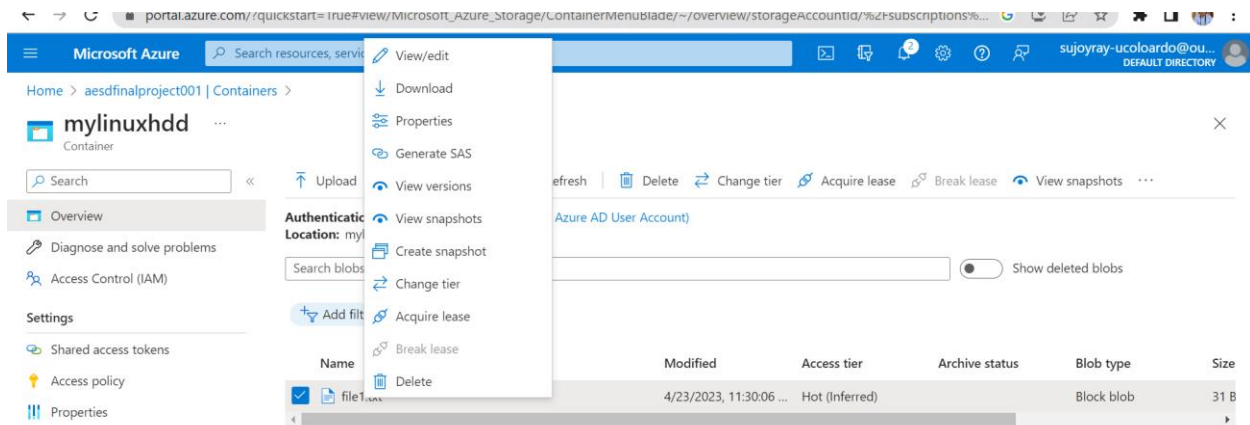 portal.azure.com/?quickstart=True#view/Microsoft_Azure_Storage/ContainerMenuBlade/~/overview/storageAccountId/%2Fsubscriptions%...
Microsoft Azure
Search resources, servic
2
sujoyray-ucoloardo@ou...
DEFAULT DIRECTORY
Home > aesdfinalproject001 | Containers >
mylinuxhdd ...
Container
Search
«
Overview
Diagnose and solve problems
Access Control (IAM)
Settings
Shared access tokens
Access policy
Properties
View/edit
Download
Properties
Generate SAS
View versions
View snapshots
Create snapshot
Change tier
Acquire lease
Break lease
Delete
Upload
efresh
Delete
Change tier
Acquire lease
Break lease
View snapshots ...
Authenticatio
Azure AD User Account)
Location: myl
Search blobs
Show deleted blobs
Add filt
Name Modified Access tier Archive status Blob type Size
file1.txt 4/23/2023, 11:30:06 ... Hot (Inferred) Block blob 31 B